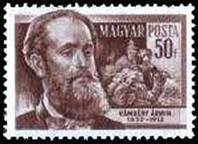 MAGYAR POSTA
50f
VÁMBÉRY ÁRMIN
1832-1913